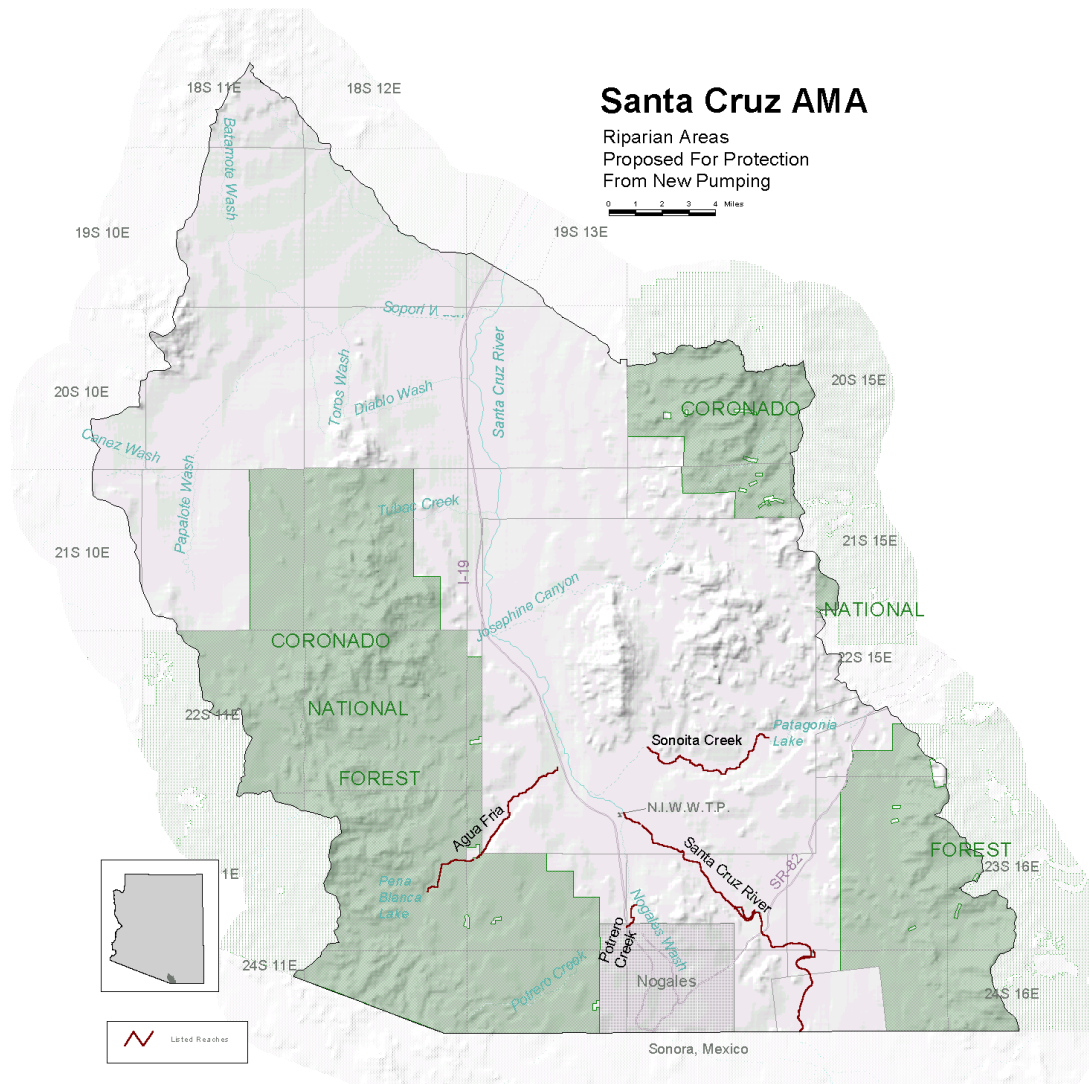 Santa Cruz AMA
Riparian Areas
Proposed For Protection
From New Pumping
0 1 2 3 4 Miles
18S 11E
18S 12E
Batamote Wash
19S 10E
19S 13E
Santa Cruz River
Toros Wash
Diablo Wash
20S 10E
20S 15E
CORONADO
Canez Wash
Papalote Wash
Tubac Creek
21S 10E
21S 15E
I-19
Josephine Canyon
NATIONAL
CORONADO
22S 15E
22S 11E
NATIONAL
Patagonia
Lake
Sonoita Creek
FOREST
N.I.W.W.T.P.
Agua Fria
Santa Cruz River
SR-82
FOREST
23S 16E
1E
Pena
Blanca
Lake
Nogales Wash
Potrero
Creek
24S 11E
Potrero Creek
Nogales
24S 16E
Listed Reaches
Sonora, Mexico